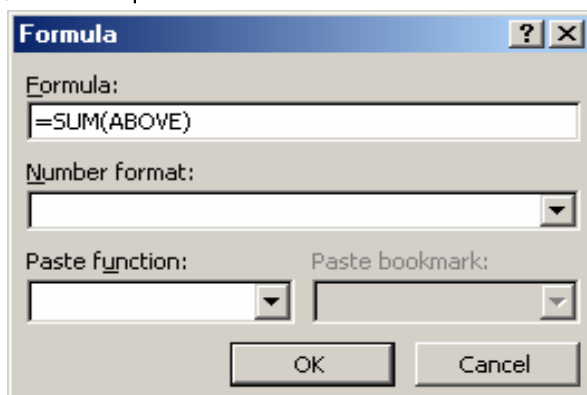 Formula
Formula:
=SUM(ABOVE)
Number format:
Paste function:
Paste bookmark:
OK
Cancel